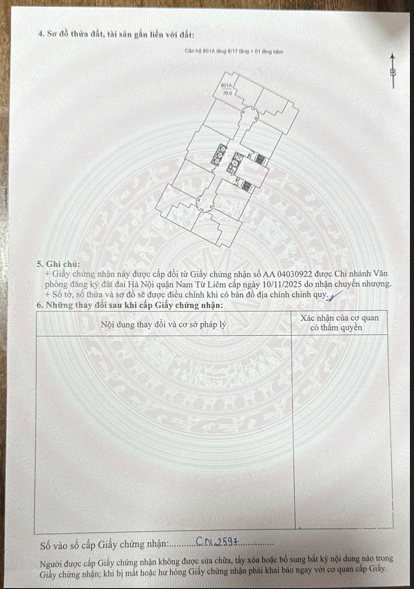 4. Sơ đồ thửa đất, tài sản gắn liền với đất:
Căn hộ 801A tầng 8/17 tầng + 01 tầng hầm
801A
5. Ghi chú:
+ Giấy chứng nhận này được cấp đổi từ Giấy chứng nhận số AA 04030922 được Chi nhánh Văn
phòng đăng ký đất đai Hà Nội quận Nam Từ Liêm cấp ngày 10/11/2025 do nhận chuyển nhượng.
+ Số tờ, số thửa và sơ đồ sẽ được điều chỉnh khi có bản đồ địa chính chính quy.
6. Những thay đổi sau khi cấp Giấy chứng nhận:
Nội dung thay đổi và cơ sở pháp lý
Xác nhận của cơ quan
có thẩm quyền
Số vào sổ cấp Giấy chứng nhận:..........CN 2597..............
Người được cấp Giấy chứng nhận không được sửa chữa, tẩy xóa hoặc bổ sung bất kỳ nội dung nào trong
Giấy chứng nhận; khi bị mất hoặc hư hỏng Giấy chứng nhận phải khai báo ngay với cơ quan cấp Giấy.